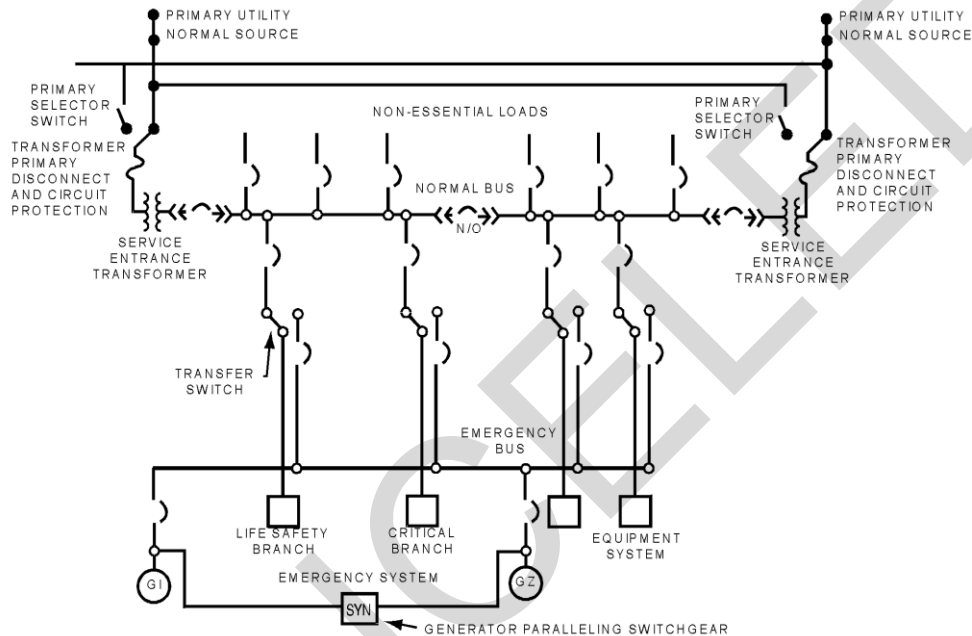 PRIMARY UTILITY
NORMAL SOURCE
PRIMARY UTILITY
NORMAL SOURCE
PRIMARY
SELECTOR
SWITCH
NON-ESSENTIAL LOADS
PRIMARY
SELECTOR
SWITCH
TRANSFORMER
PRIMARY
DISCONNECT
AND CIRCUIT
PROTECTION
TRANSFORMER
PRIMARY
DISCONNECT
AND CIRCUIT
PROTECTION
NORMAL BUS
N/O
SERVICE
ENTRANCE
TRANSFORMER
SERVICE
ENTRANCE
TRANSFORMER
TRANSFER
SWITCH
EMERGENCY
BUS
LIFE SAFETY
BRANCH
CRITICAL
BRANCH
EQUIPMENT
SYSTEM
GI
EMERGENCY SYSTEM
GZ
SYN
GENERATOR PARALLELING SWITCHGEAR